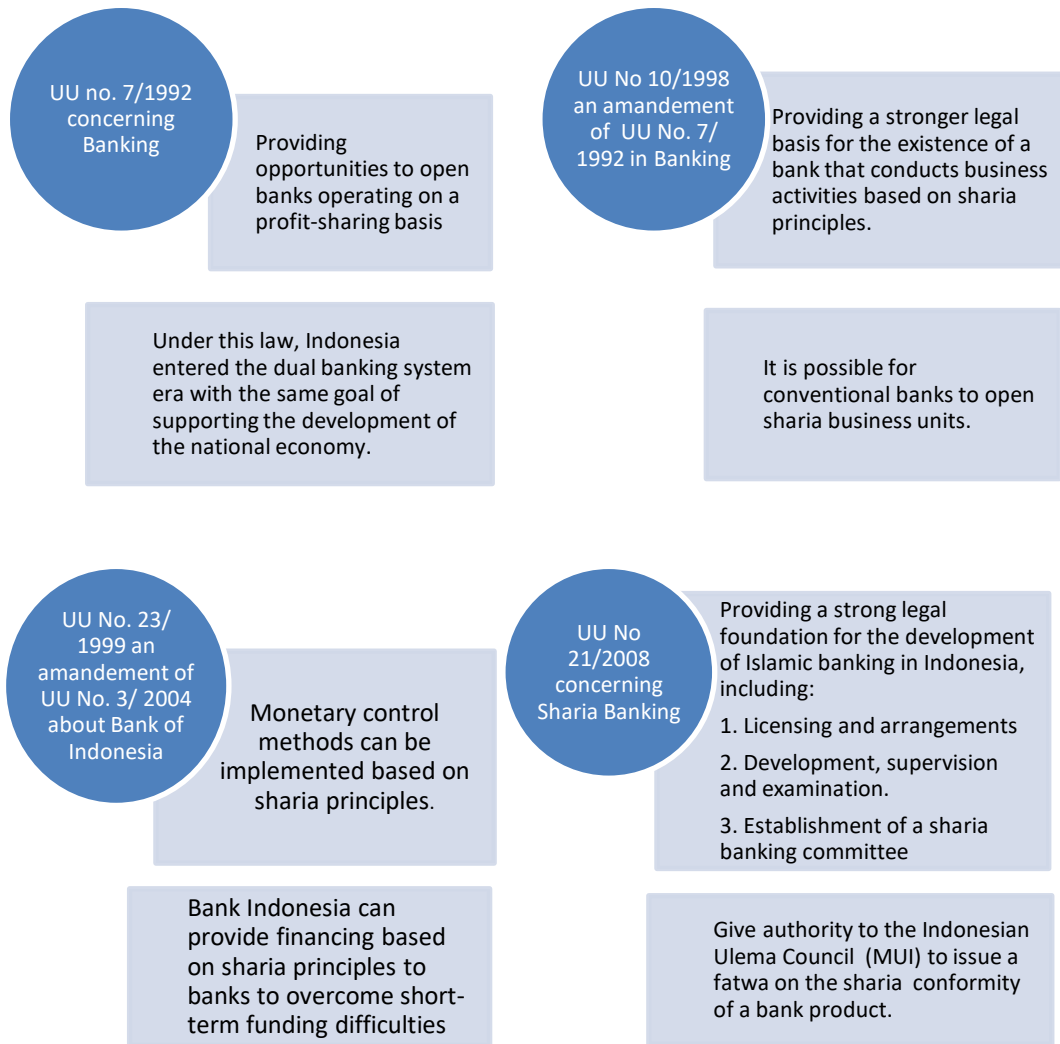 UU no. 7/1992
concerning
Banking
Providing
opportunities to open
banks operating on a
profit-sharing basis
Under this law, Indonesia
entered the dual banking system
era with the same goal of
supporting the development of
the national economy.
UU No 10/1998
an amandement
of UU No. 7/
1992 in Banking
Providing a stronger legal
basis for the existence of a
bank that conducts business
activities based on sharia
principles.
It is possible for
conventional banks to open
sharia business units.
UU No. 23/
1999 an
amandement of
UU No. 3/ 2004
about Bank of
Indonesia
Monetary control
methods can be
implemented based on
sharia principles.
Bank Indonesia can
provide financing based
on sharia principles to
banks to overcome short-
term funding difficulties
UU No
21/2008
concerning
Sharia Banking
Providing a strong legal
foundation for the development
of Islamic banking in Indonesia,
including:
1. Licensing and arrangements
2. Development, supervision
and examination.
3. Establishment of a sharia
banking committee
Give authority to the Indonesian
Ulema Council (MUI) to issue a
fatwa on the sharia conformity
of a bank product.